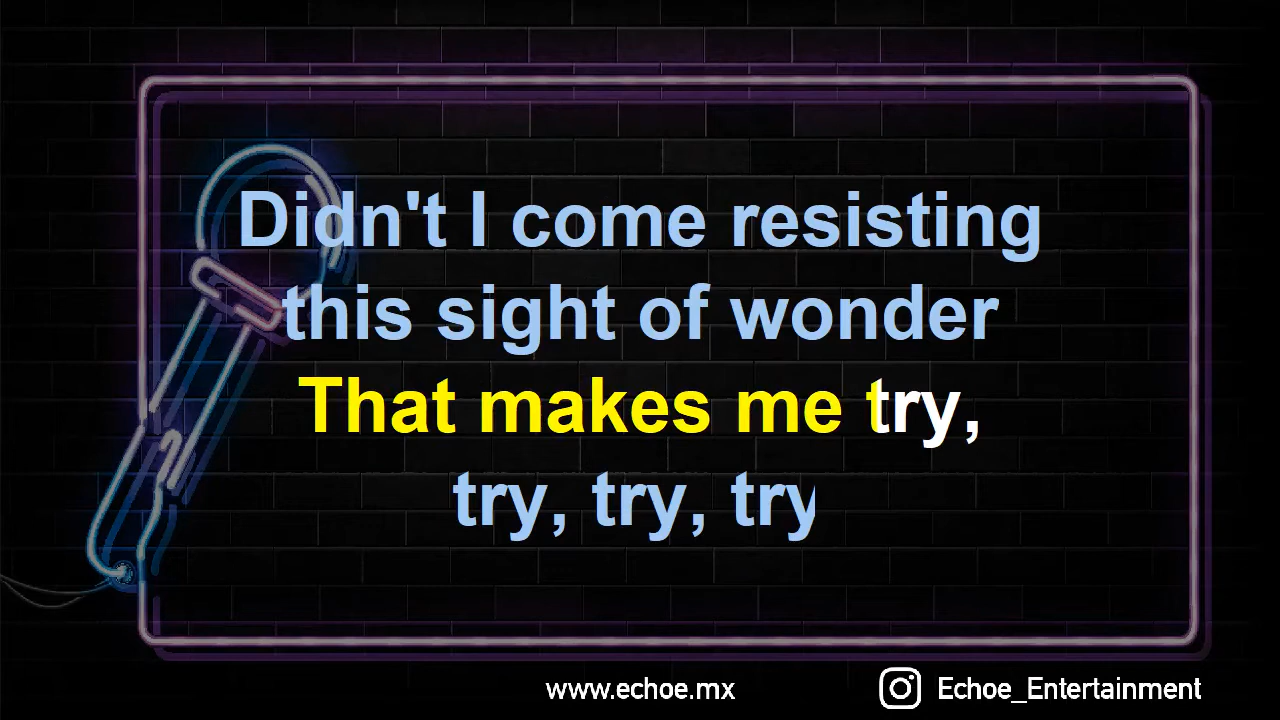 Didn't I come resisting
this sight of wonder
That makes me try,
try, try, try
www.echoe.mx
Echoe_Entertainment